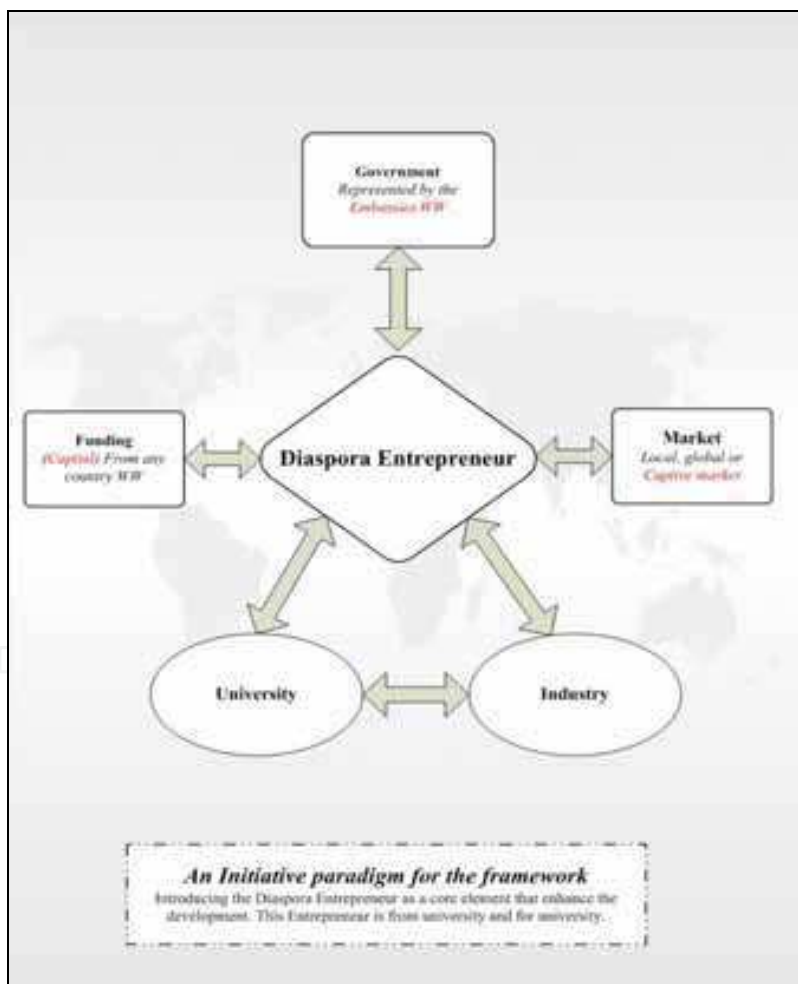 Government
Represented by the
Embassies WW
Funding
(Captial) From any
country WW
Diaspora Entrepreneur
Market
Local, global or
Captive market
University
Industry
An Initiative paradigm for the framework
Introducing the Diaspora Entrepreneur as a core element that enhance the
development. This Entrepreneur is from university and for university.